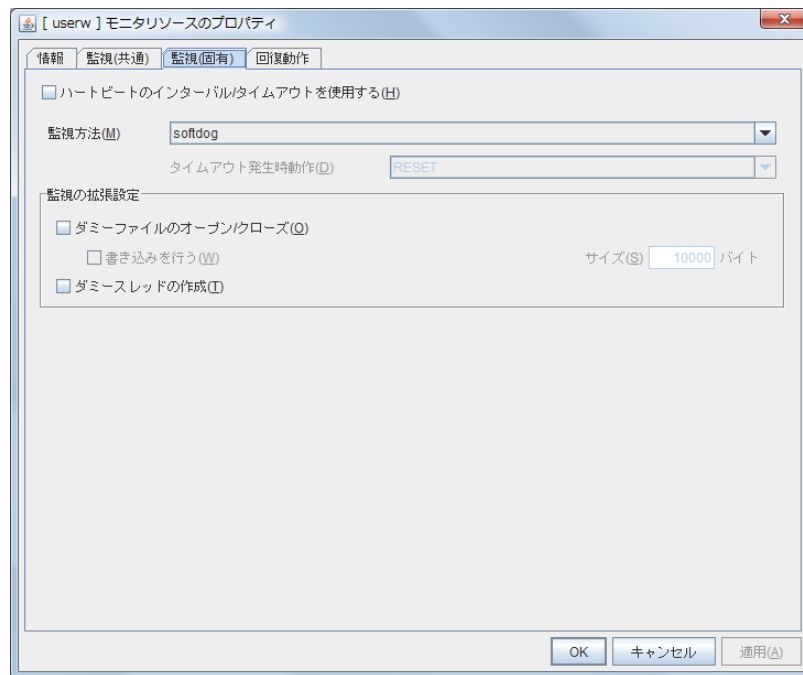 [ userw ] モニタリソースのプロパティ
情報 監視(共通) 監視(固有) 回復動作
ハートビートのインターバル/タイムアウトを使用する(H)
監視方法(M) softdog
タイムアウト発生時動作(D) RESET
監視の拡張設定
ダミーファイルのオープン/クローズ(O)
書き込みを行う(W) サイズ(S) 10000 バイト
ダミースレッドの作成(T)
OK キャンセル 適用(A)